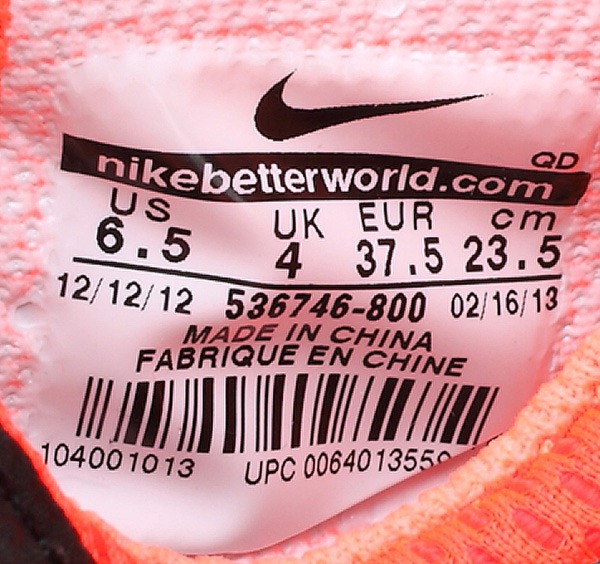 QD
nikebetterworld.com
US UK EUR cm
6.5 4 37.5 23.5
12/12/12 536746-800 02/16/13
MADE IN CHINA
FABRIQUE EN CHINE
104001013 UPC 0064013559